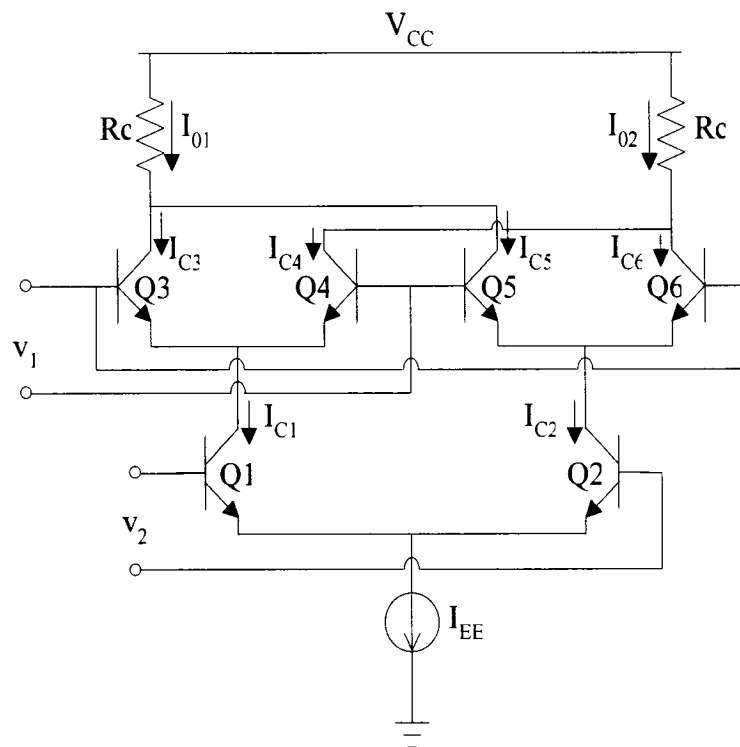 V_CC
Rc I_01 I_02 Rc
I_C3 I_C4 I_C5 I_C6
Q3 Q4 Q5 Q6
v_1
I_C1 I_C2
Q1 Q2
v_2
I_EE